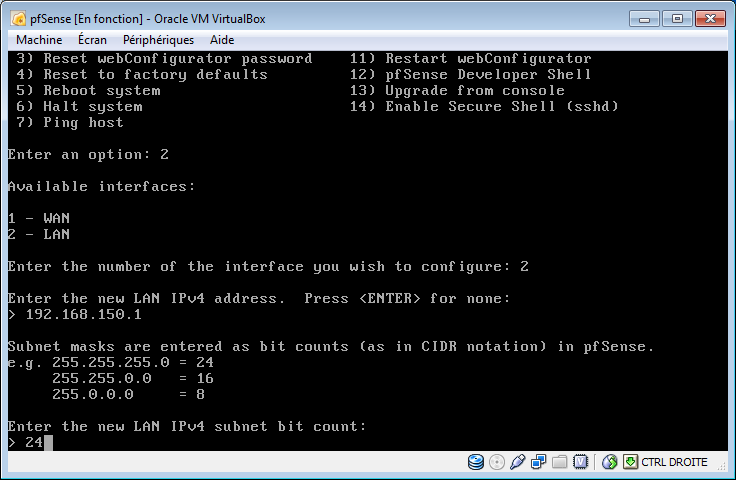 pfSense [En fonction] - Oracle VM VirtualBox
Machine Écran Périphériques Aide
3) Reset webConfigurator password 11) Restart webConfigurator
4) Reset to factory defaults 12) pfSense Developer Shell
5) Reboot system 13) Upgrade from console
6) Halt system 14) Enable Secure Shell (sshd)
7) Ping host
Enter an option: 2
Available interfaces:
1 - WAN
2 - LAN
Enter the number of the interface you wish to configure: 2
Enter the new LAN IPv4 address.  Press <ENTER> for none:
> 192.168.150.1
Subnet masks are entered as bit counts (as in CIDR notation) in pfSense.
e.g. 255.255.255.0 = 24
255.255.0.0 = 16
255.0.0.0 = 8
Enter the new LAN IPv4 subnet bit count:
> 24
CTRL DROITE